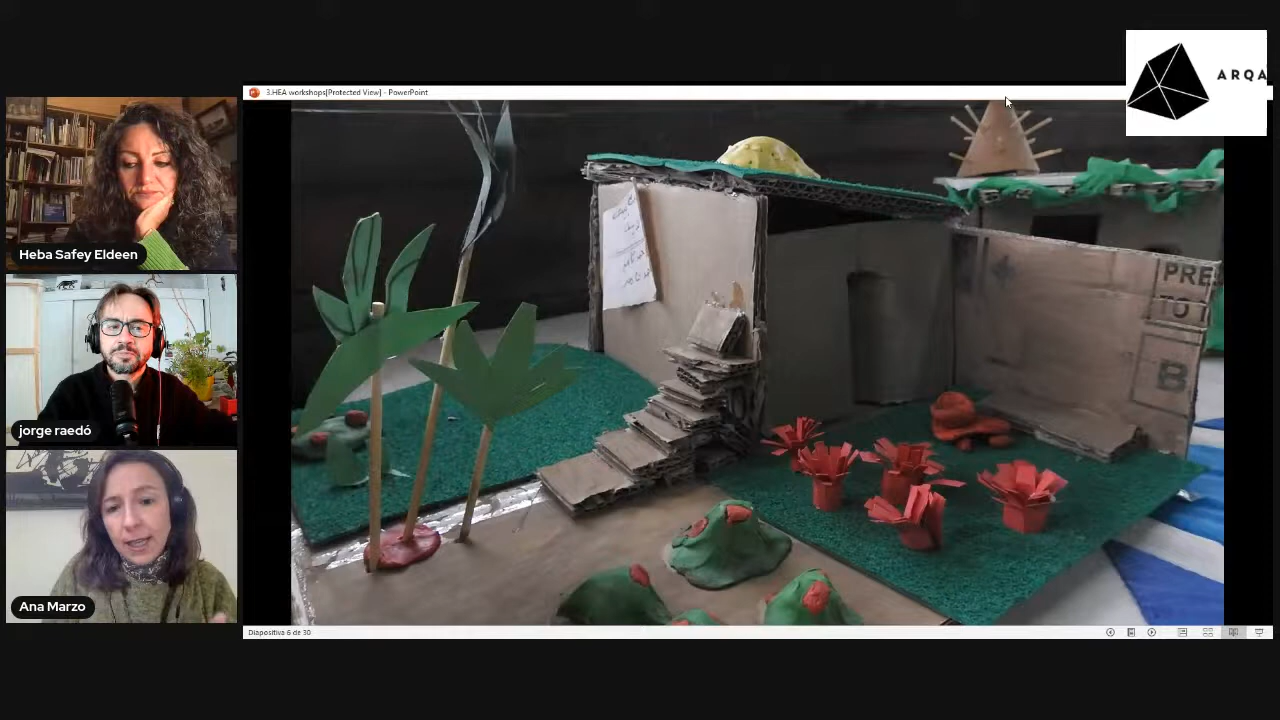 ARQA
3.HEA workshops[Protected View] - PowerPoint
Heba Safey Eldeen
jorge raedó
Ana Marzo
PRE
TO 
B
Diapositiva 6 de 30